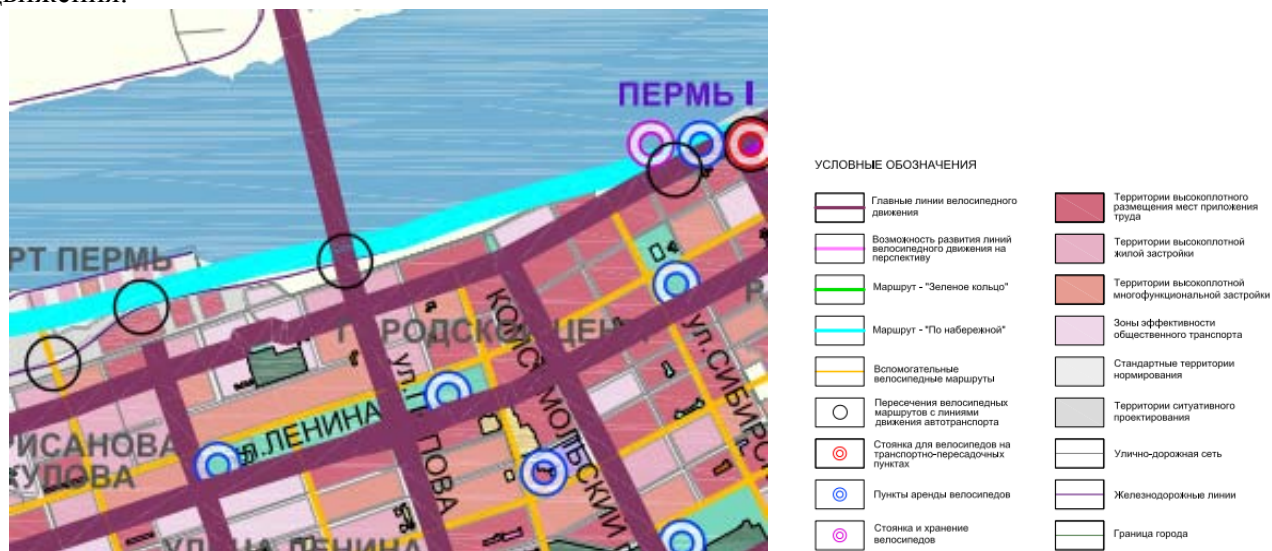 движения.
ПЕРМЬ I
РТ ПЕРМЬ
ГОРОДСКОЙ ЦЕН
КОМСОМОЛЬСКИЙ
ул.СИБИРСК
ул.ПОПОВА
ул.ЛЕНИНА
РИСАНОВА
КУЛОВА
УЛИЦА ЛЕНИНА
УСЛОВНЫЕ ОБОЗНАЧЕНИЯ
Главные линии велосипедного
движения
Возможность развития линий
велосипедного движения на
перспективу
Маршрут - "Зеленое кольцо"
Маршрут - "По набережной"
Вспомогательные
велосипедные маршруты
Пересечения велосипедных
маршрутов с линиями
движения автотранспорта
Стоянка для велосипедов на
транспортно-пересадочных
пунктах
Пункты аренды велосипедов
Стоянка и хранение
велосипедов
Территории высокоплотного
размещения мест приложения
труда
Территории высокоплотной
жилой застройки
Территории высокоплотной
многофункциональной застройки
Зоны эффективности
общественного транспорта
Стандартные территории
нормирования
Территории ситуативного
проектирования
Улично-дорожная сеть
Железнодорожные линии
Граница города